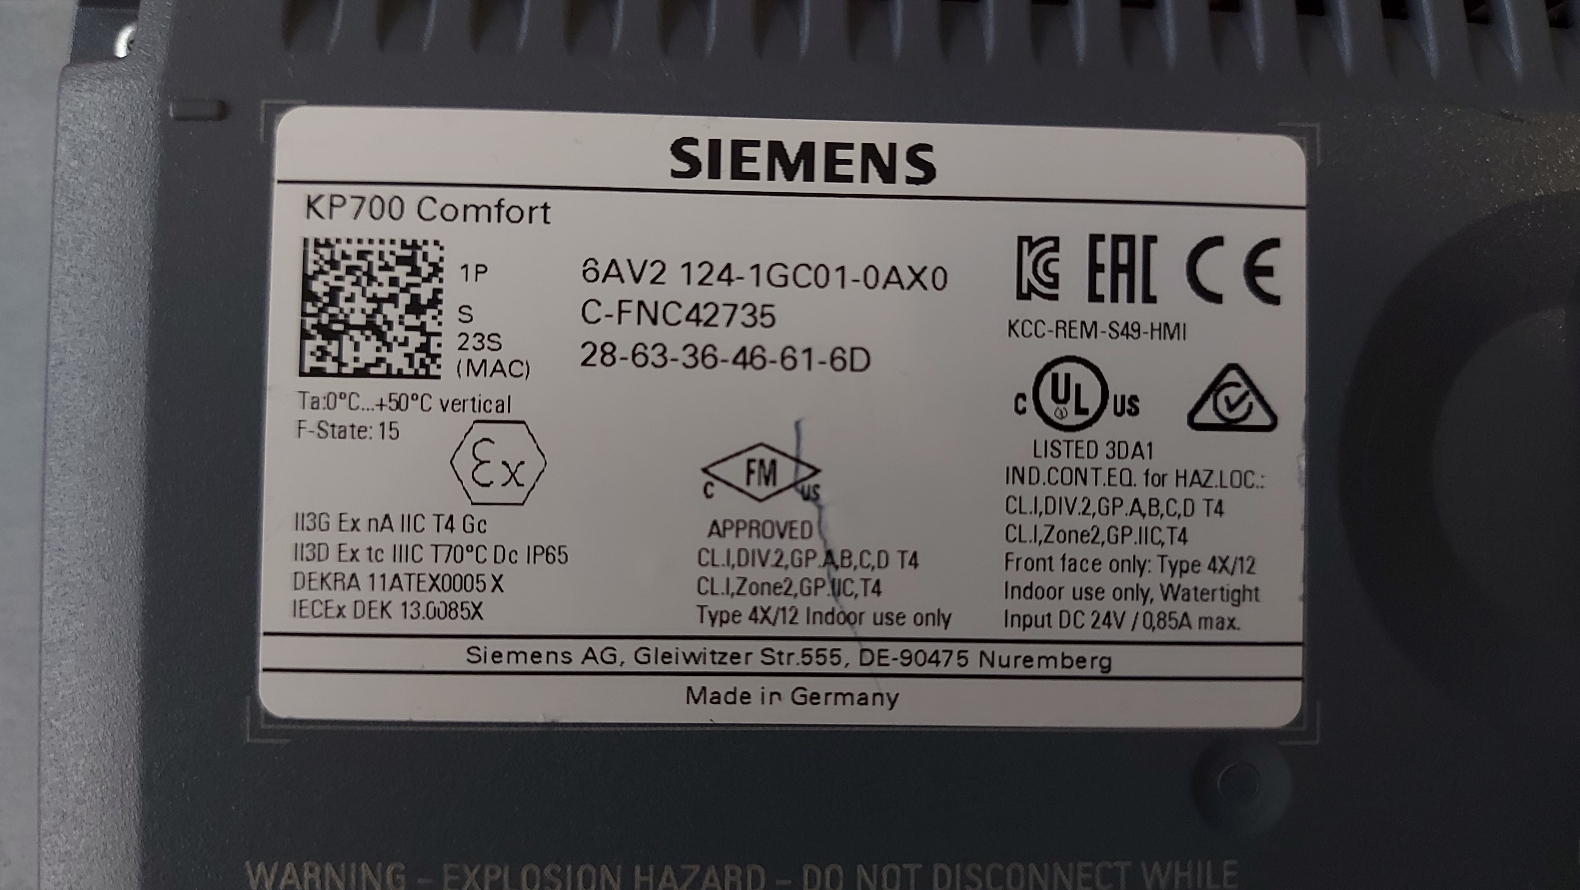 SIEMENS
KP700 Comfort
1P 6AV2 124-1GC01-0AX0
S C-FNC42735
23S
(MAC) 28-63-36-46-61-6D
Ta:0°C...+50°C vertical
F-State: 15
Ex
II3G Ex nA IIC T4 Gc
II3D Ex tc IIIC T70°C Dc IP65
DEKRA 11ATEX0005 X
IECEx DEK 13.0085X
C FM US
APPROVED
CL.I,DIV.2,GP.A,B,C,D T4
CL.I,Zone2,GP.IIC,T4
Type 4X/12 Indoor use only
KC EAC CE
KCC-REM-S49-HMI
C UL US
LISTED 3DA1
IND.CONT.EQ. for HAZ.LOC.:
CL.I,DIV.2,GP.A,B,C,D T4
CL.I,Zone2,GP.IIC,T4
Front face only: Type 4X/12
Indoor use only, Watertight
Input DC 24V / 0,85A max.
Siemens AG, Gleiwitzer Str.555, DE-90475 Nuremberg
Made in Germany
WARNING – EXPLOSION HAZARD – DO NOT DISCONNECT WHILE